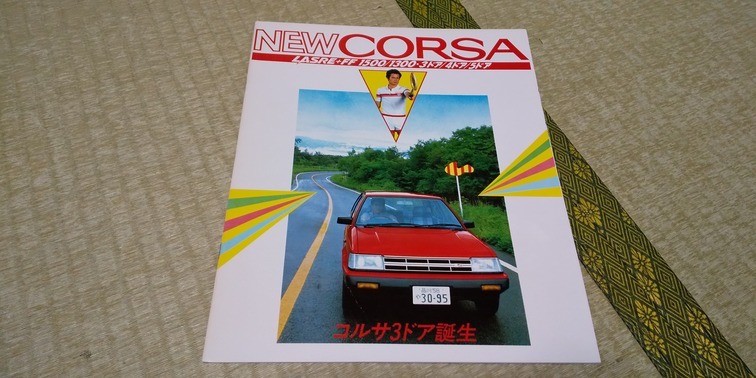 NEW CORSA
LASRE+FF 1500/1300・3ドア/4ドア/5ドア
30-95
コルサ3ドア誕生